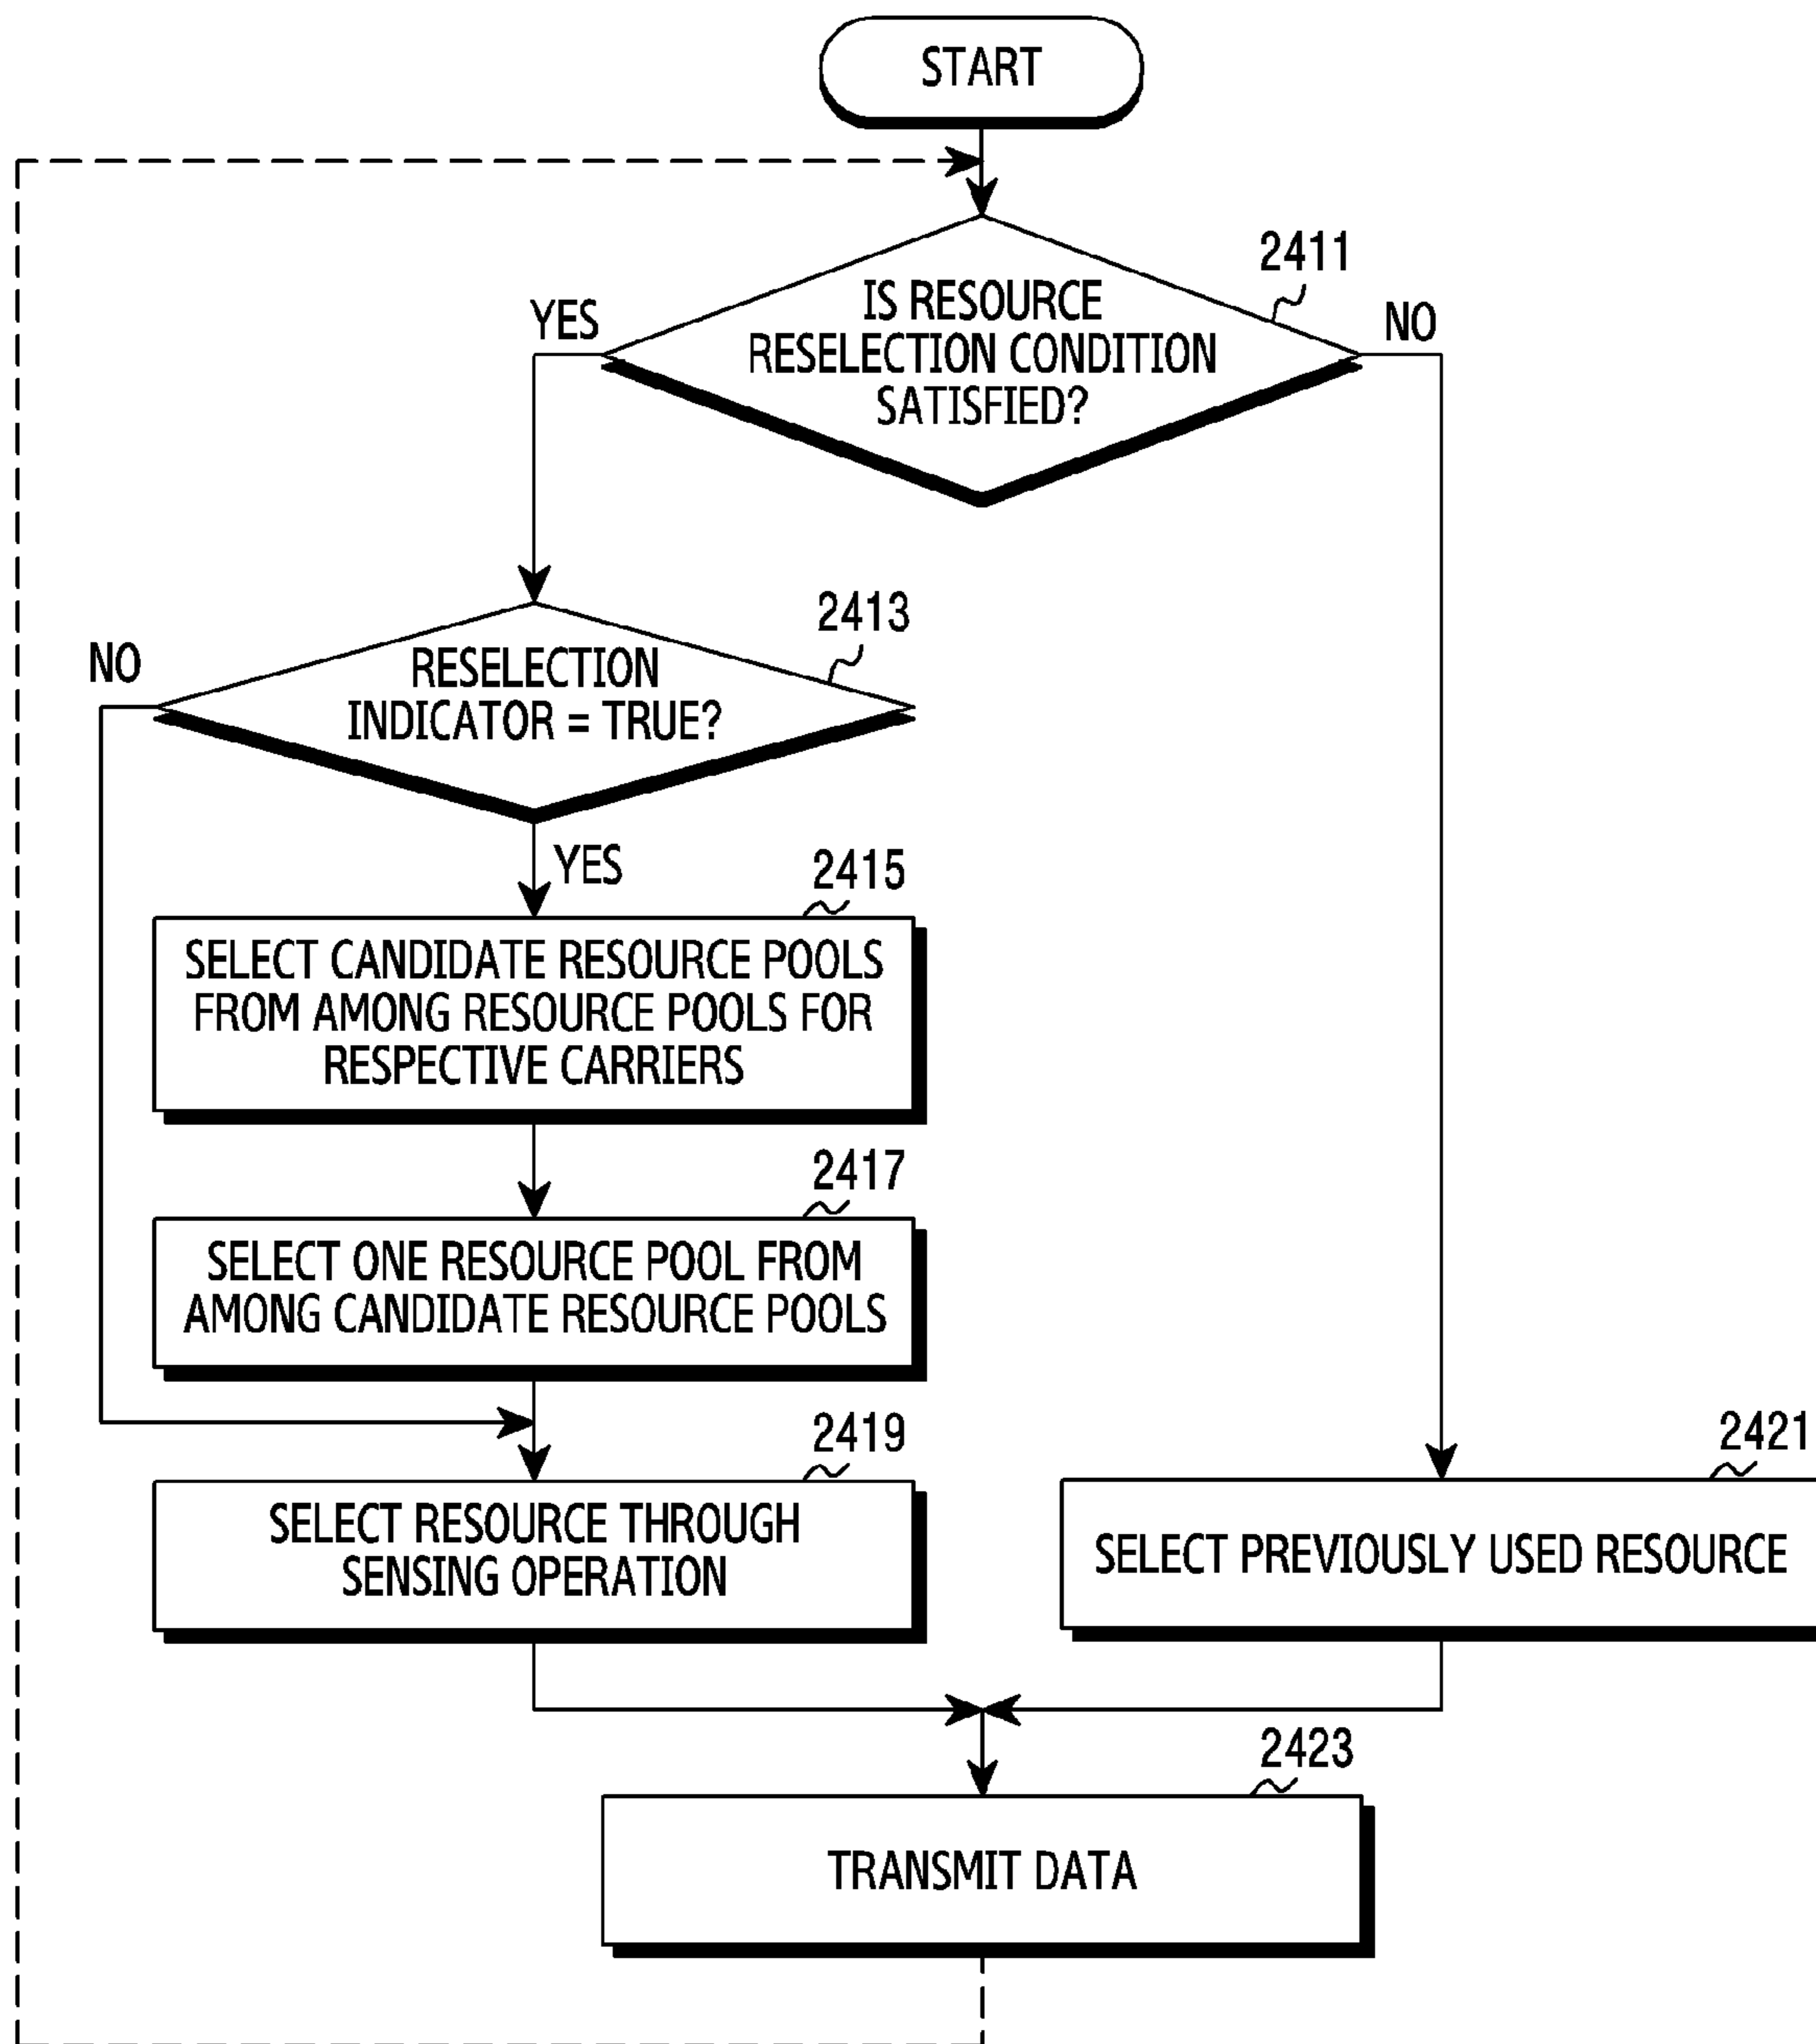 START
2411
IS RESOURCE
RESELECTION CONDITION
SATISFIED?
YES
NO
2413
RESELECTION
INDICATOR = TRUE?
NO
YES
2415
SELECT CANDIDATE RESOURCE POOLS
FROM AMONG RESOURCE POOLS FOR
RESPECTIVE CARRIERS
2417
SELECT ONE RESOURCE POOL FROM
AMONG CANDIDATE RESOURCE POOLS
2419
SELECT RESOURCE THROUGH
SENSING OPERATION
2421
SELECT PREVIOUSLY USED RESOURCE
2423
TRANSMIT DATA